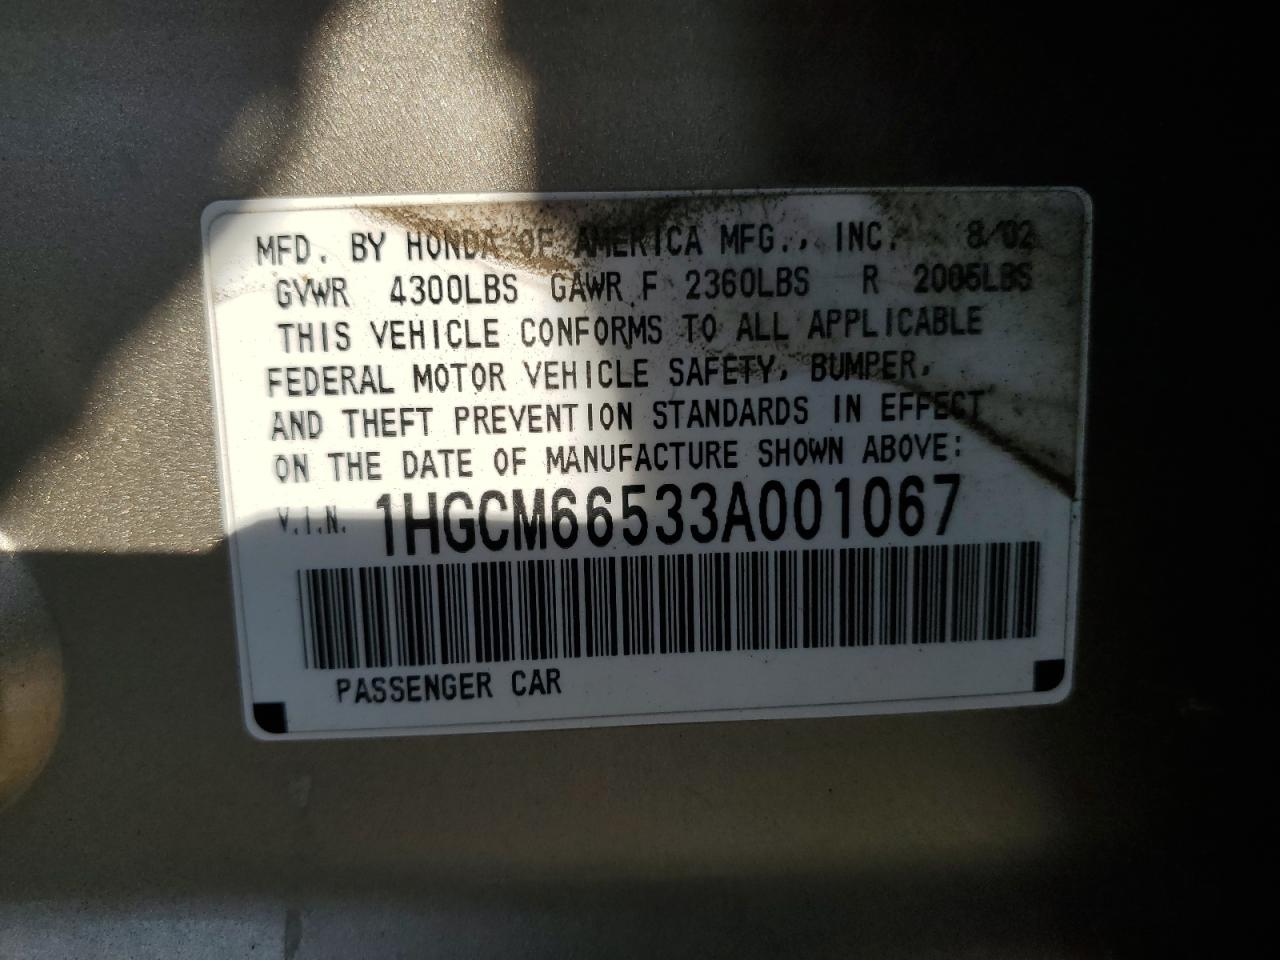 MFD. BY HONDA OF AMERICA MFG., INC. 8/02
GVWR 4300LBS GAWR F 2360LBS R 2005LBS
THIS VEHICLE CONFORMS TO ALL APPLICABLE
FEDERAL MOTOR VEHICLE SAFETY, BUMPER,
AND THEFT PREVENTION STANDARDS IN EFFECT
ON THE DATE OF MANUFACTURE SHOWN ABOVE:
V.I.N. 1HGCM66533A001067
PASSENGER CAR